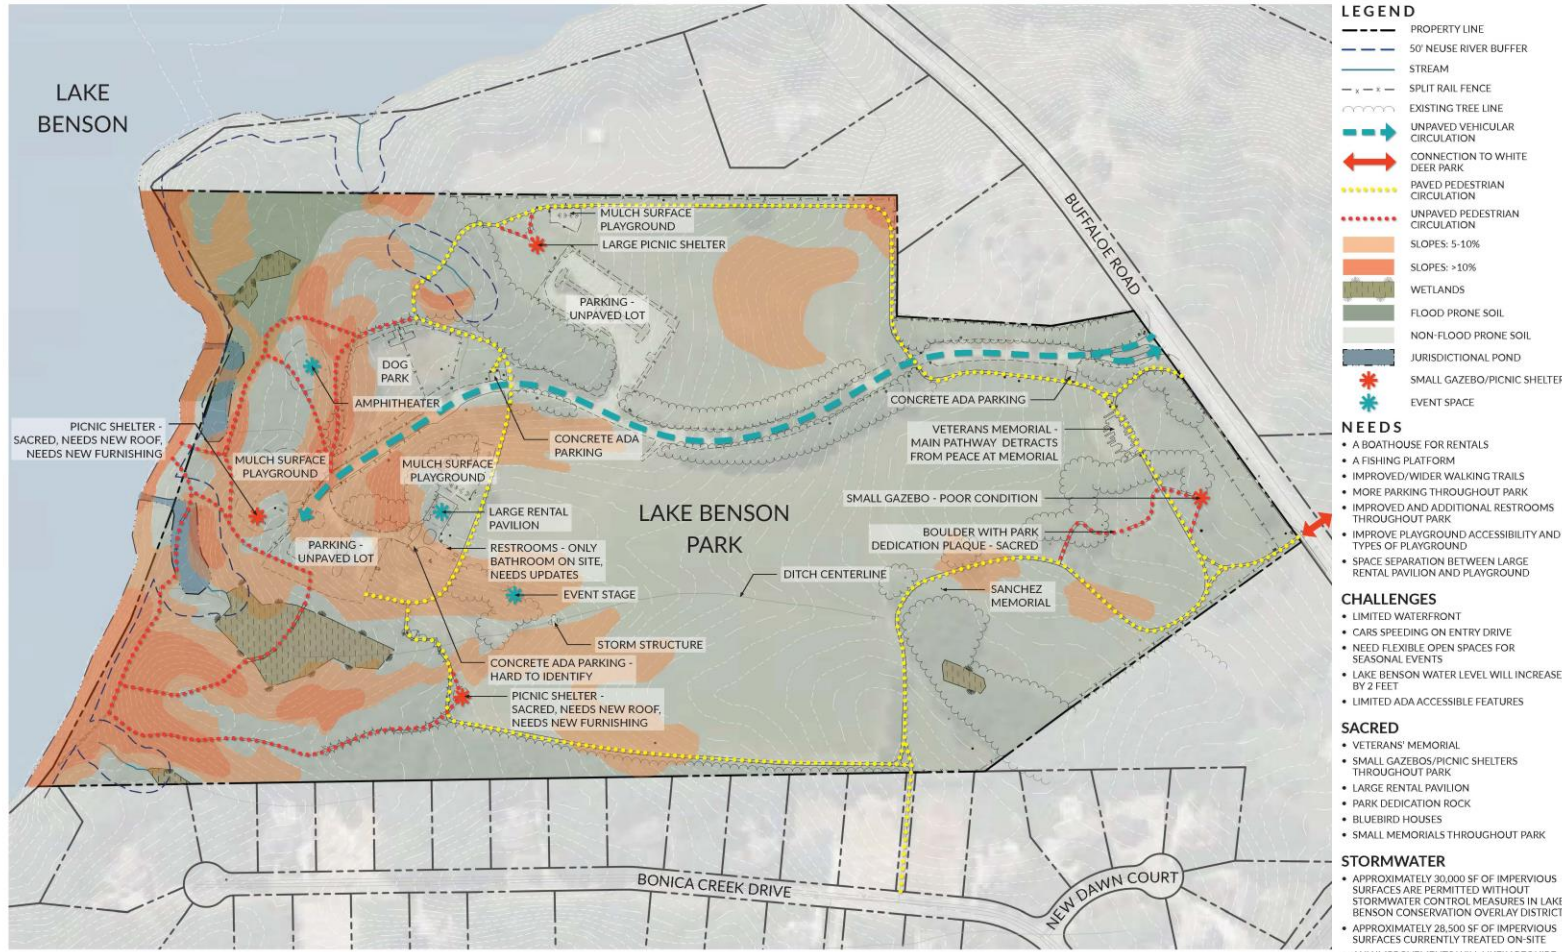 LAKE
BENSON
BUFFALOE ROAD
MULCH SURFACE
PLAYGROUND
LARGE PICNIC SHELTER
PARKING -
UNPAVED LOT
DOG
PARK
AMPHITHEATER
PICNIC SHELTER -
SACRED, NEEDS NEW ROOF,
NEEDS NEW FURNISHING
MULCH SURFACE
PLAYGROUND
CONCRETE ADA
PARKING
MULCH SURFACE
PLAYGROUND
CONCRETE ADA PARKING
VETERANS MEMORIAL -
MAIN PATHWAY DETRACTS
FROM PEACE AT MEMORIAL
SMALL GAZEBO - POOR CONDITION
LARGE RENTAL
PAVILION
LAKE BENSON
PARK
BOULDER WITH PARK
DEDICATION PLAQUE - SACRED
PARKING -
UNPAVED LOT
RESTROOMS - ONLY
BATHROOM ON SITE,
NEEDS UPDATES
DITCH CENTERLINE
EVENT STAGE
SANCHEZ
MEMORIAL
STORM STRUCTURE
CONCRETE ADA PARKING -
HARD TO IDENTIFY
PICNIC SHELTER -
SACRED, NEEDS NEW ROOF,
NEEDS NEW FURNISHING
BONICA CREEK DRIVE
NEW DAWN COURT
LEGEND
PROPERTY LINE
50' NEUSE RIVER BUFFER
STREAM
SPLIT RAIL FENCE
EXISTING TREE LINE
UNPAVED VEHICULAR
CIRCULATION
CONNECTION TO WHITE
DEER PARK
PAVED PEDESTRIAN
CIRCULATION
UNPAVED PEDESTRIAN
CIRCULATION
SLOPES: 5-10%
SLOPES: >10%
WETLANDS
FLOOD PRONE SOIL
NON-FLOOD PRONE SOIL
JURISDICTIONAL POND
SMALL GAZEBO/PICNIC SHELTER
EVENT SPACE
NEEDS
• A BOATHOUSE FOR RENTALS
• A FISHING PLATFORM
• IMPROVED/WIDER WALKING TRAILS
• MORE PARKING THROUGHOUT PARK
• IMPROVED AND ADDITIONAL RESTROOMS
THROUGHOUT PARK
• IMPROVE PLAYGROUND ACCESSIBILITY AND
TYPES OF PLAYGROUND
• SPACE SEPARATION BETWEEN LARGE
RENTAL PAVILION AND PLAYGROUND
CHALLENGES
• LIMITED WATERFRONT
• CARS SPEEDING ON ENTRY DRIVE
• NEED FLEXIBLE OPEN SPACES FOR
SEASONAL EVENTS
• LAKE BENSON WATER LEVEL WILL INCREASE
BY 2 FEET
• LIMITED ADA ACCESSIBLE FEATURES
SACRED
• VETERANS' MEMORIAL
• SMALL GAZEBOS/PICNIC SHELTERS
THROUGHOUT PARK
• LARGE RENTAL PAVILION
• PARK DEDICATION ROCK
• BLUEBIRD HOUSES
• SMALL MEMORIALS THROUGHOUT PARK
STORMWATER
• APPROXIMATELY 30,000 SF OF IMPERVIOUS
SURFACES ARE PERMITTED WITHOUT
STORMWATER CONTROL MEASURES IN LAKE
BENSON CONSERVATION OVERLAY DISTRICT
• APPROXIMATELY 28,500 SF OF IMPERVIOUS
SURFACES CURRENTLY TREATED ON-SITE